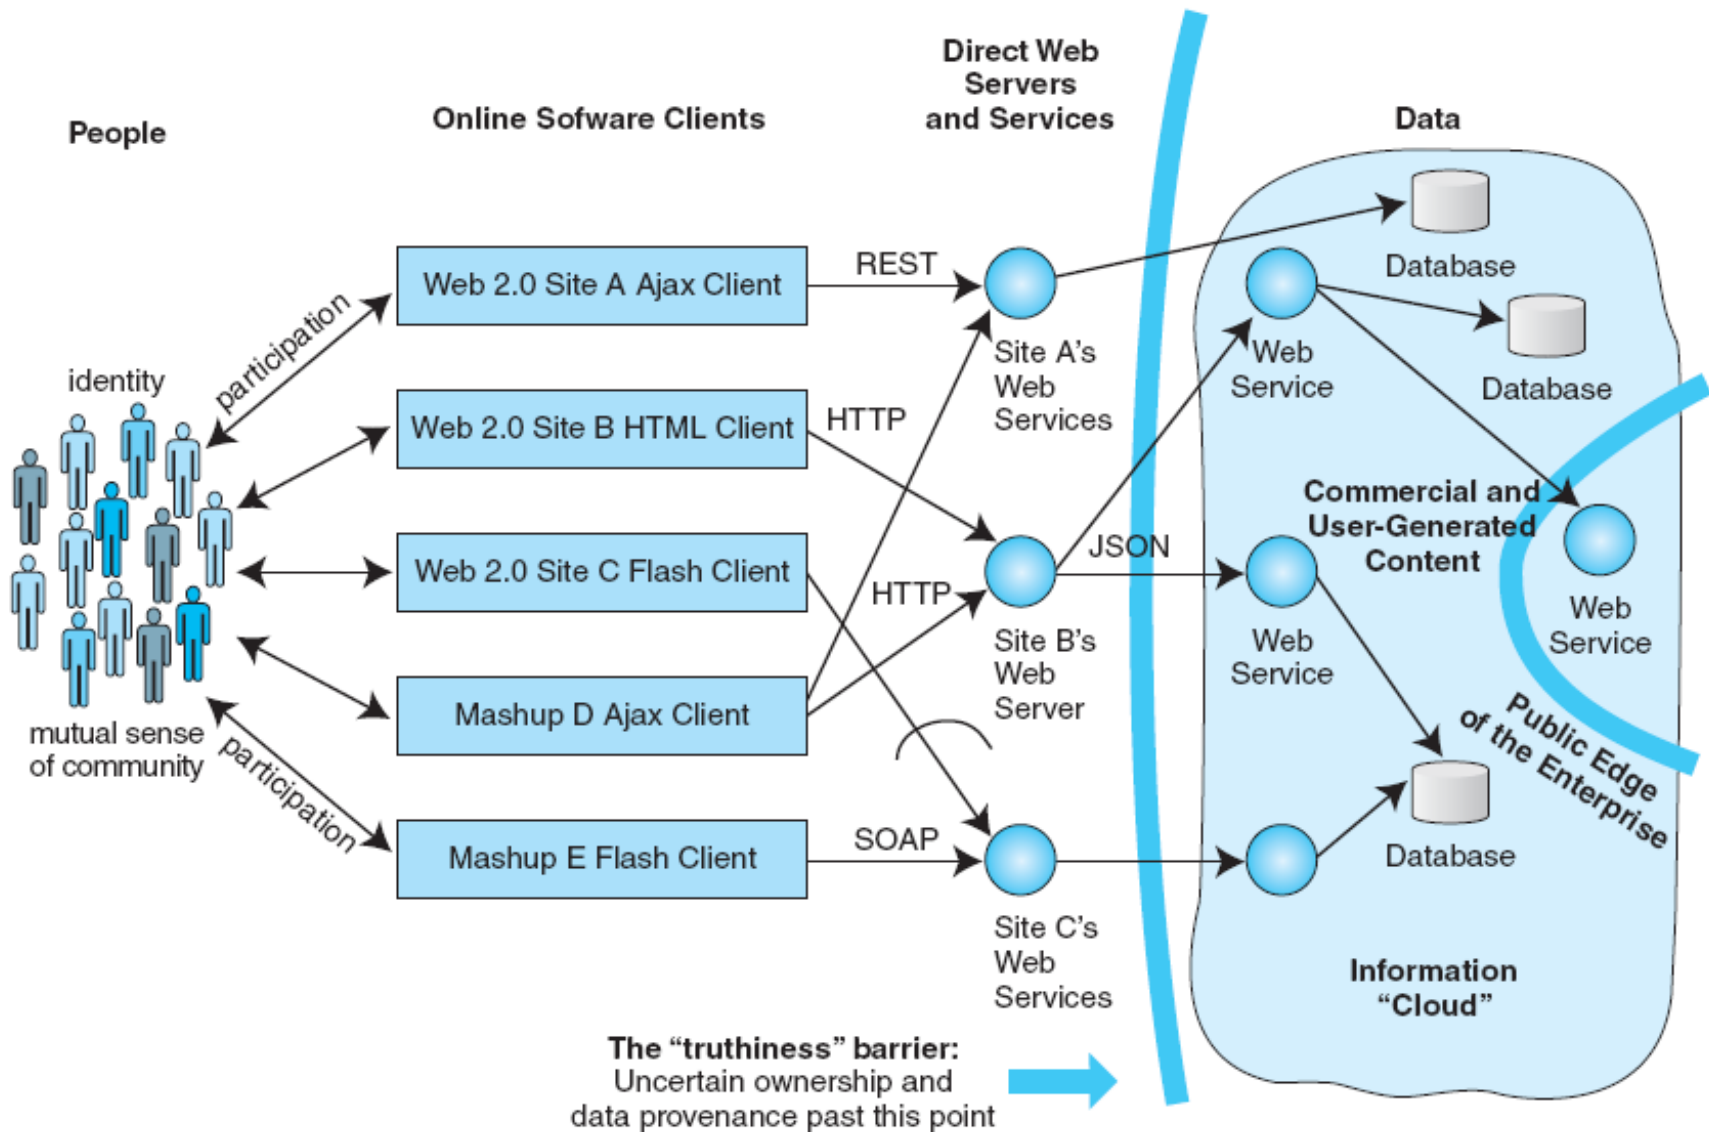 People
Online Sofware Clients
Direct Web
Servers
and Services
Data
identity
participation
mutual sense
of community
participation
Web 2.0 Site A Ajax Client
Web 2.0 Site B HTML Client
Web 2.0 Site C Flash Client
Mashup D Ajax Client
Mashup E Flash Client
REST
HTTP
HTTP
SOAP
Site A's
Web
Services
Site B's
Web
Server
Site C's
Web
Services
JSON
Database
Web
Service
Database
Commercial and
User-Generated
Content
Web
Service
Web
Service
Public Edge
of the Enterprise
Database
Information
“Cloud”
The “truthiness” barrier:
Uncertain ownership and
data provenance past this point